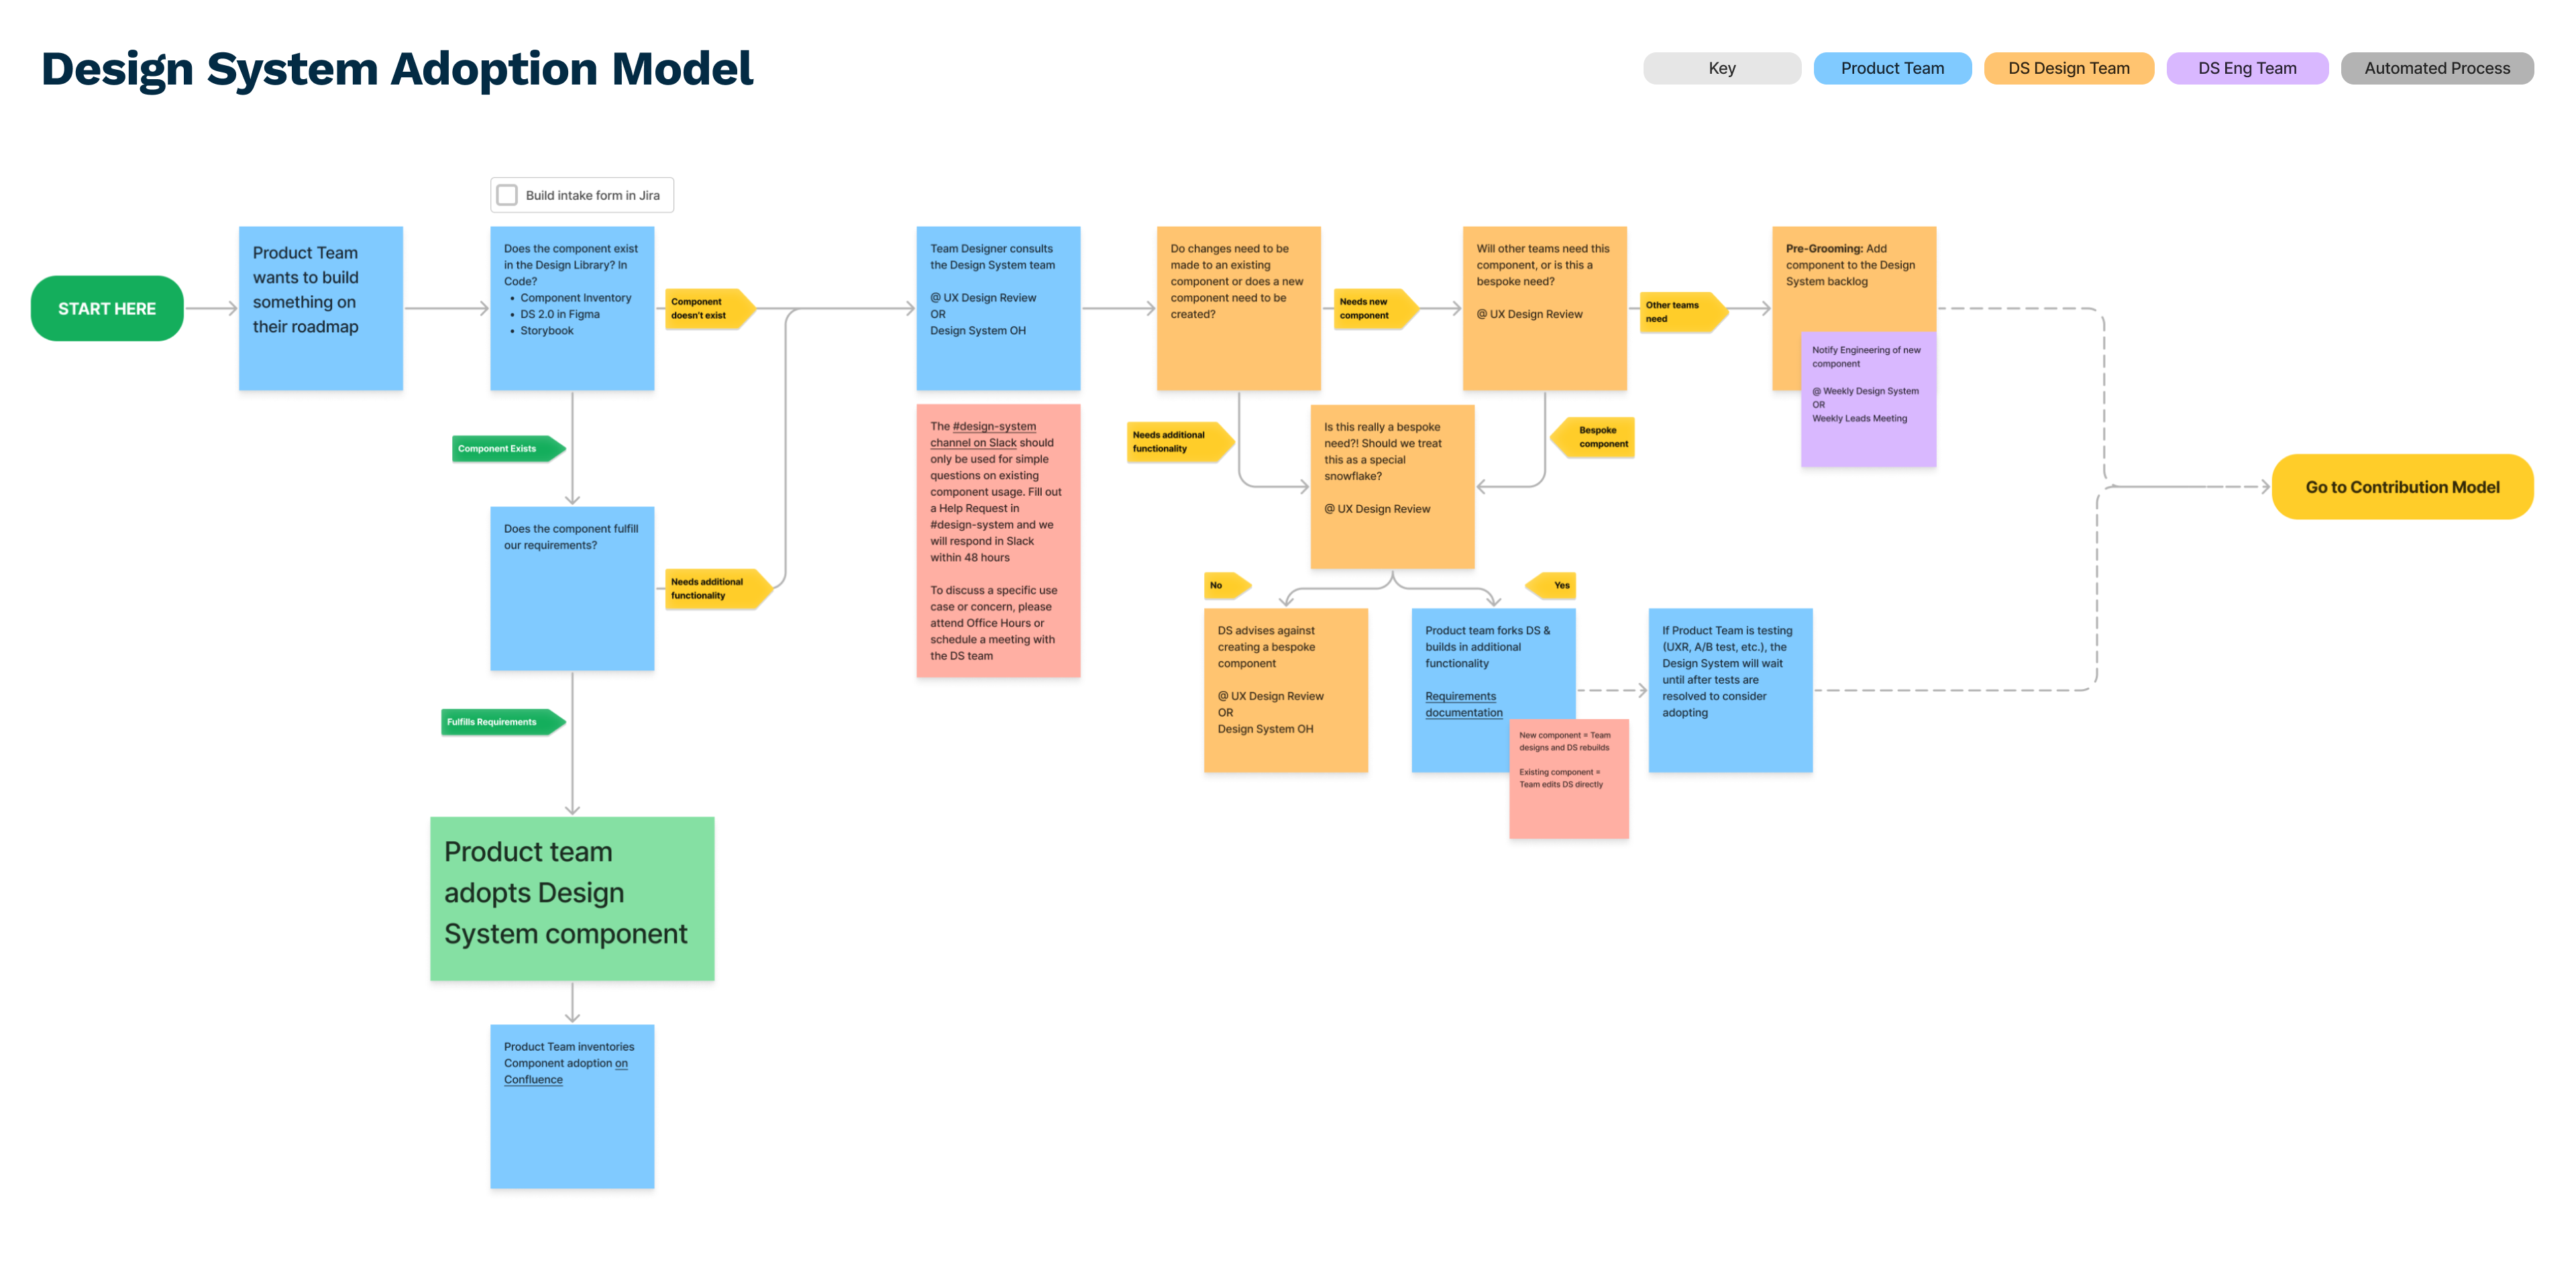 Design System Adoption Model
Key
Product Team
DS Design Team
DS Eng Team
Automated Process
Build intake form in Jira
START HERE
Product Team
wants to build
something on
their roadmap
Does the component exist
in the Design Library? In
Code?
• Component Inventory
• DS 2.0 in Figma
• Storybook
Component
doesn't exist
Team Designer consults
the Design System team
@ UX Design Review
OR
Design System OH
Do changes need to be
made to an existing
component or does a new
component need to be
created?
Needs new
component
Will other teams need this
component, or is this a
bespoke need?
@ UX Design Review
Other teams
need
Pre-Grooming: Add
component to the Design
System backlog
Notify Engineering of new
component
@ Weekly Design System
OR
Weekly Leads Meeting
Go to Contribution Model
Component Exists
Does the component fulfill
our requirements?
Needs additional
functionality
The #design-system
channel on Slack should
only be used for simple
questions on existing
component usage. Fill out
a Help Request in
#design-system and we
will respond in Slack
within 48 hours
To discuss a specific use
case or concern, please
attend Office Hours or
schedule a meeting with
the DS team
Needs additional
functionality
Is this really a bespoke
need?! Should we treat
this as a special
snowflake?
@ UX Design Review
Bespoke
component
No
Yes
DS advises against
creating a bespoke
component
@ UX Design Review
OR
Design System OH
Product team forks DS &
builds in additional
functionality
Requirements
documentation
New component = Team
designs and DS rebuilds
Existing component =
Team edits DS directly
If Product Team is testing
(UXR, A/B test, etc.), the
Design System will wait
until after tests are
resolved to consider
adopting
Fulfills Requirements
Product team
adopts Design
System component
Product Team inventories
Component adoption on
Confluence